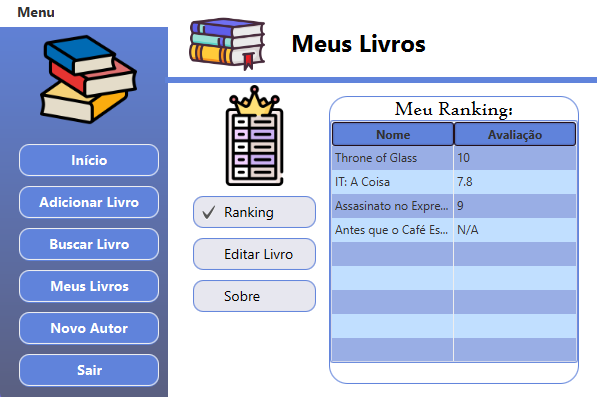 Menu
Meus Livros
Início
Adicionar Livro
Buscar Livro
Meus Livros
Novo Autor
Sair
Ranking
Editar Livro
Sobre
Meu Ranking:
Nome Avaliação
Throne of Glass 10
IT: A Coisa 7.8
Assasinato no Expre... 9
Antes que o Café Es... N/A